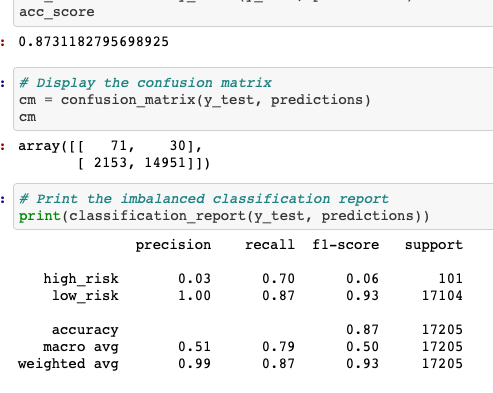 acc_score
: 0.8731182795698925
: # Display the confusion matrix
cm = confusion_matrix(y_test, predictions)
cm
: array([[   71,    30],
       [ 2153, 14951]])
: # Print the imbalanced classification report
print(classification_report(y_test, predictions))
precision recall f1-score support
high_risk 0.03 0.70 0.06 101
low_risk 1.00 0.87 0.93 17104
accuracy 0.87 17205
macro avg 0.51 0.79 0.50 17205
weighted avg 0.99 0.87 0.93 17205